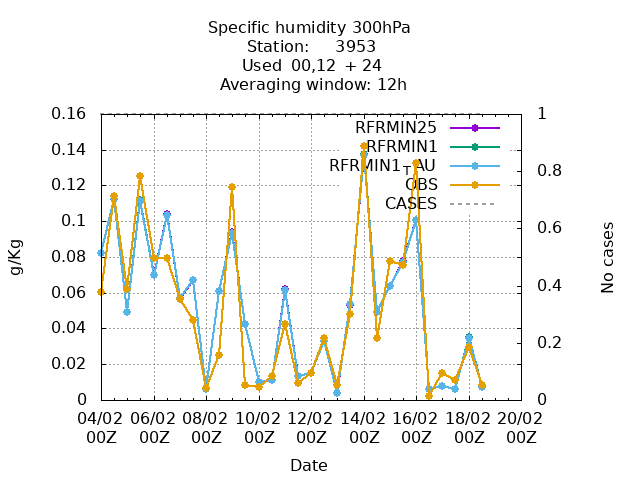 Specific humidity 300hPa
Station: 3953
Used 00,12 + 24
Averaging window: 12h
g/Kg
0.16
0.14
0.12
0.1
0.08
0.06
0.04
0.02
0
1
0.8
0.6
0.4
0.2
0
No cases
RFRMIN25
RFRMIN1
RFRMIN1_AU
OBS
CASES
04/02 06/02 08/02 10/02 12/02 14/02 16/02 18/02 20/02
00Z 00Z 00Z 00Z 00Z 00Z 00Z 00Z 00Z
Date